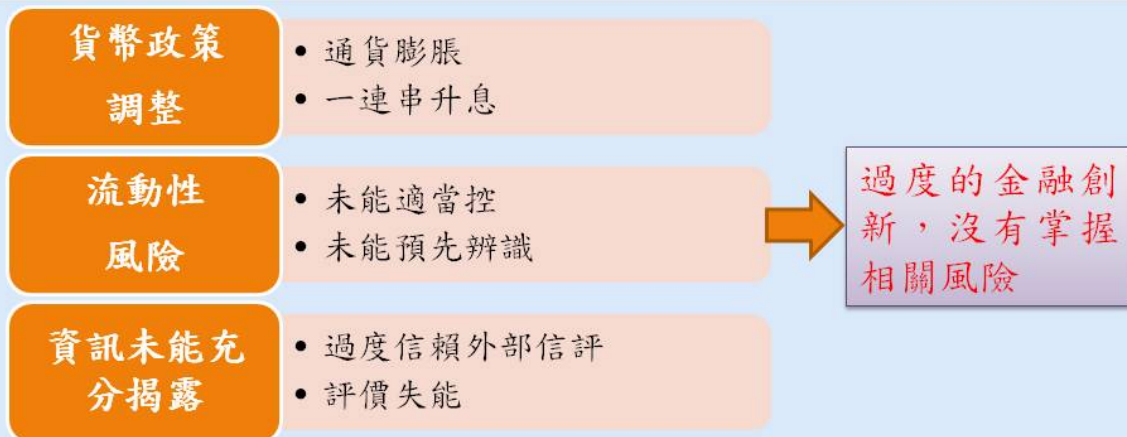 貨幣政策
調整
• 通貨膨脹
• 一連串升息
流動性
風險
• 未能適當控
• 未能預先辨識
資訊未能充
分揭露
• 過度信賴外部信評
• 評價失能
過度的金融創
新，沒有掌握
相關風險